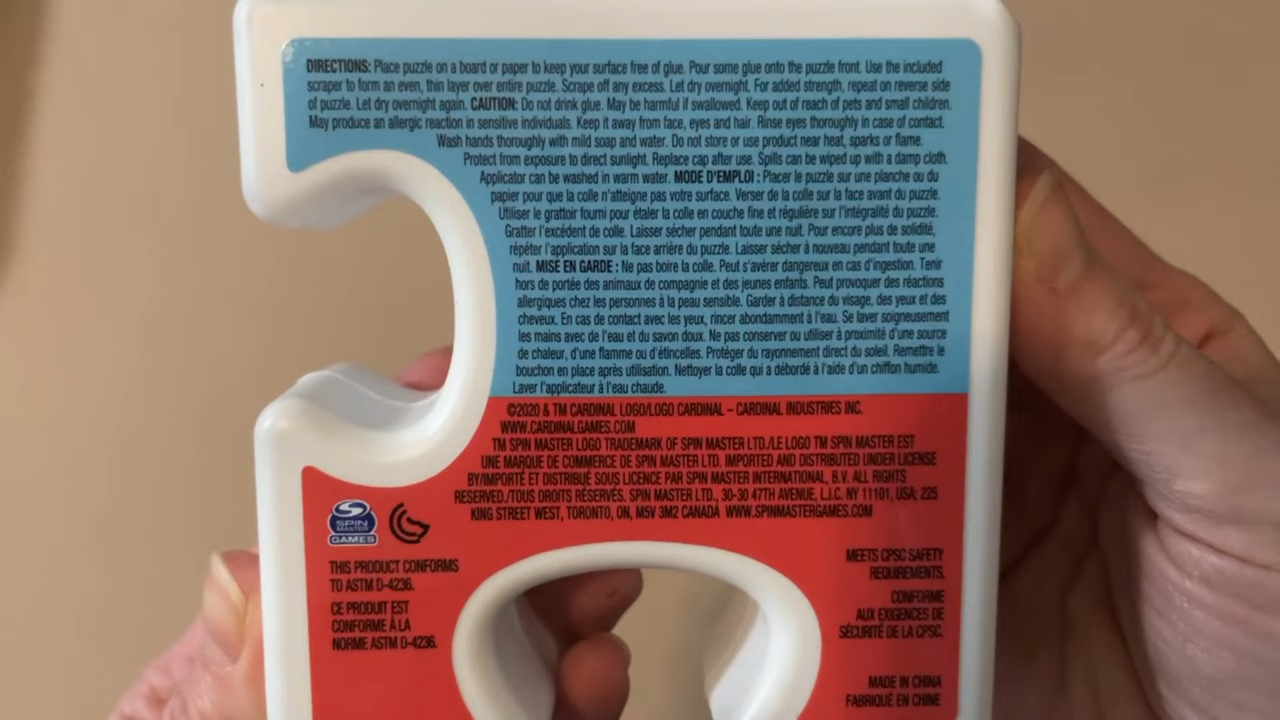 DIRECTIONS: Place puzzle on a board or paper to keep your surface free of glue. Pour some glue onto the puzzle front. Use the included
scraper to form an even, thin layer over entire puzzle. Scrape off any excess. Let dry overnight. For added strength, repeat on reverse side
of puzzle. Let dry overnight again. CAUTION: Do not drink glue. May be harmful if swallowed. Keep out of reach of pets and small children.
May produce an allergic reaction in sensitive individuals. Keep it away from face, eyes and hair. Rinse eyes thoroughly in case of contact.
Wash hands thoroughly with mild soap and water. Do not store or use product near heat, sparks or flame.
Protect from exposure to direct sunlight. Replace cap after use. Spills can be wiped up with a damp cloth.
Applicator can be washed in warm water. MODE D'EMPLOI : Placer le puzzle sur une planche ou du
papier pour que la colle n'atteigne pas votre surface. Verser de la colle sur la face avant du puzzle.
Utiliser le grattoir fourni pour étaler la colle en couche fine et régulière sur l'intégralité du puzzle.
Gratter l'excédent de colle. Laisser sécher pendant toute une nuit. Pour encore plus de solidité,
répéter l'application sur la face arrière du puzzle. Laisser sécher à nouveau pendant toute une
nuit. MISE EN GARDE : Ne pas boire la colle. Peut s'avérer dangereux en cas d'ingestion. Tenir
hors de portée des animaux de compagnie et des jeunes enfants. Peut provoquer des réactions
allergiques chez les personnes à la peau sensible. Garder à distance du visage, des yeux et des
cheveux. En cas de contact avec les yeux, rincer abondamment à l'eau. Se laver soigneusement
les mains avec de l'eau et du savon doux. Ne pas conserver ou utiliser à proximité d'une source
de chaleur, d'une flamme ou d'étincelles. Protéger du rayonnement direct du soleil. Remettre le
bouchon en place après utilisation. Nettoyer la colle qui a débordé à l'aide d'un chiffon humide.
Laver l'applicateur à l'eau chaude.
©2020 & TM CARDINAL LOGO/LOGO CARDINAL – CARDINAL INDUSTRIES INC.
WWW.CARDINALGAMES.COM
TM SPIN MASTER LOGO TRADEMARK OF SPIN MASTER LTD./LE LOGO TM SPIN MASTER EST
UNE MARQUE DE COMMERCE DE SPIN MASTER LTD. IMPORTED AND DISTRIBUTED UNDER LICENSE
BY/IMPORTÉ ET DISTRIBUÉ SOUS LICENCE PAR SPIN MASTER INTERNATIONAL, B.V. ALL RIGHTS
RESERVED./TOUS DROITS RÉSERVÉS. SPIN MASTER LTD., 30-30 47TH AVENUE, L.I.C. NY 11101, USA; 225
KING STREET WEST, TORONTO, ON, M5V 3M2 CANADA WWW.SPINMASTERGAMES.COM
SPIN
MASTER
GAMES
THIS PRODUCT CONFORMS
TO ASTM D-4236.
CE PRODUIT EST
CONFORME À LA
NORME ASTM D-4236.
MEETS CPSC SAFETY
REQUIREMENTS.
CONFORME
AUX EXIGENCES DE
SÉCURITÉ DE LA CPSC.
MADE IN CHINA
FABRIQUÉ EN CHINE